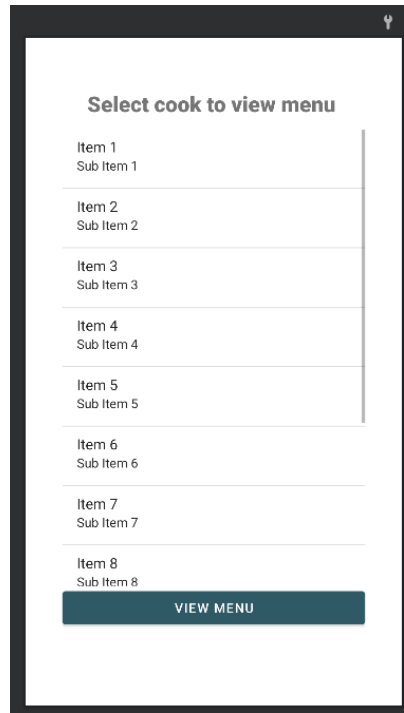 Select cook to view menu
Item 1
Sub Item 1
Item 2
Sub Item 2
Item 3
Sub Item 3
Item 4
Sub Item 4
Item 5
Sub Item 5
Item 6
Sub Item 6
Item 7
Sub Item 7
Item 8
Sub Item 8
VIEW MENU